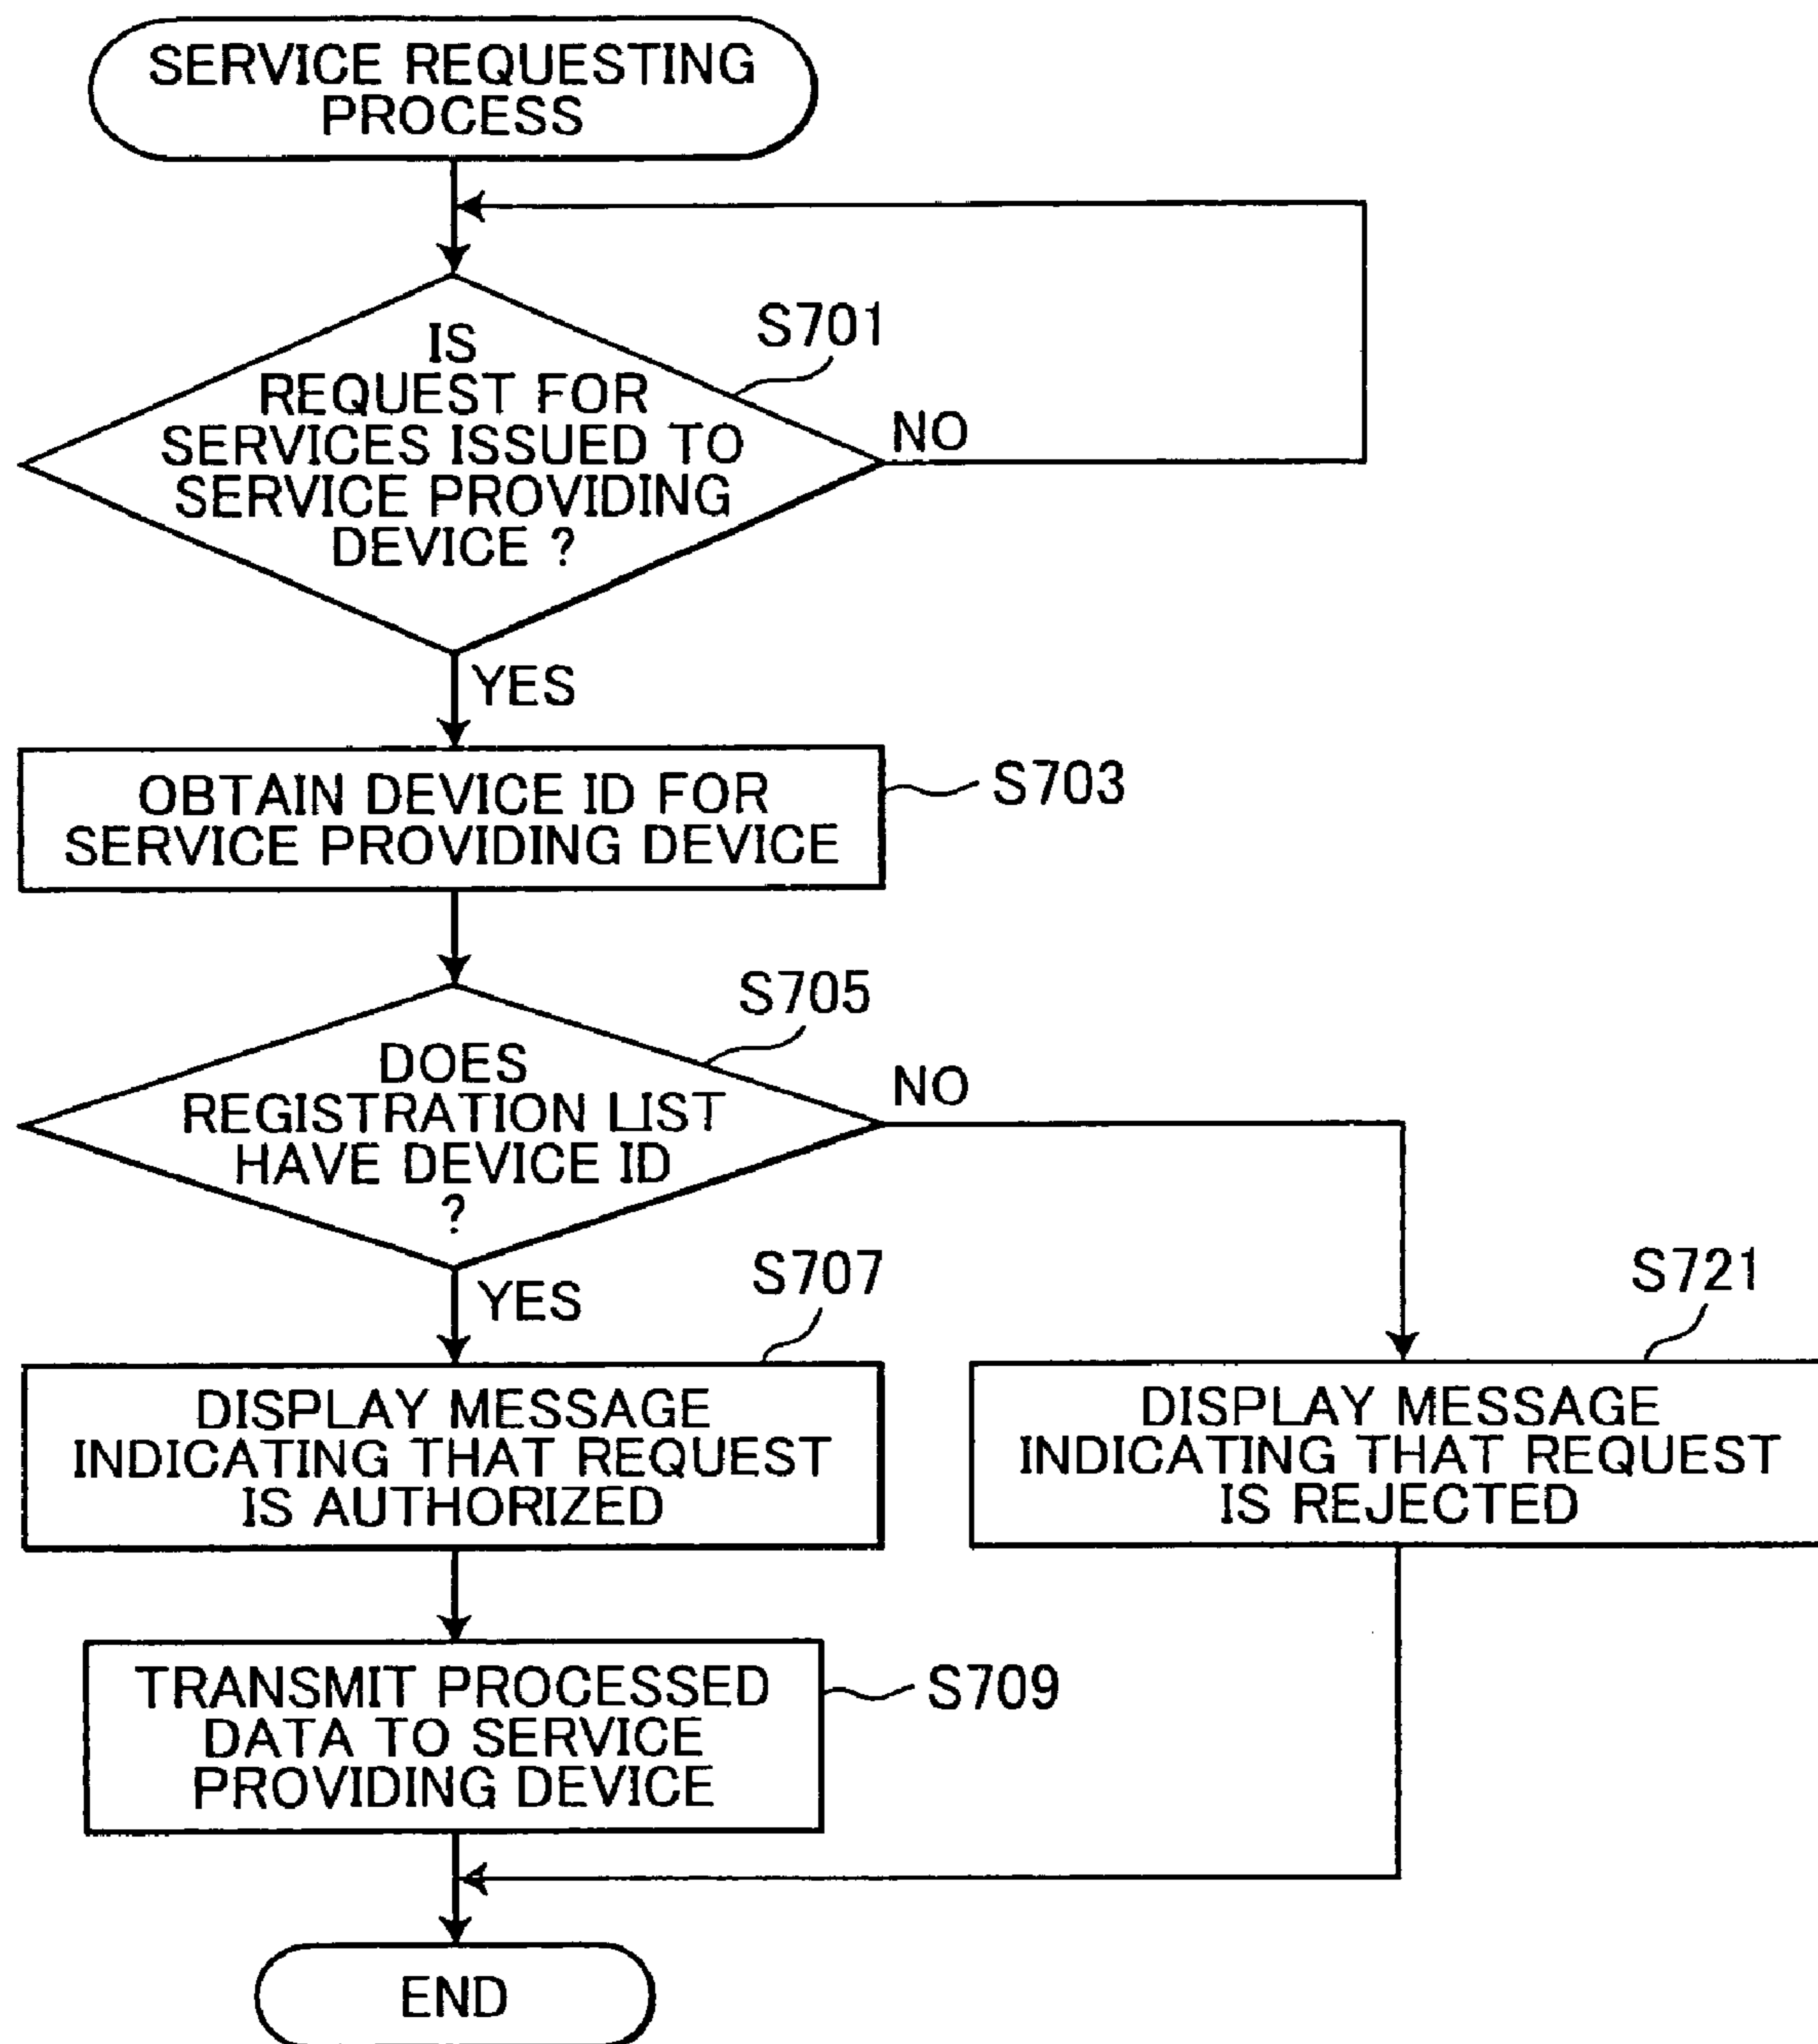 SERVICE REQUESTING
PROCESS
S701
IS
REQUEST FOR
SERVICES ISSUED TO
SERVICE PROVIDING
DEVICE ?
NO
YES
OBTAIN DEVICE ID FOR
SERVICE PROVIDING DEVICE
S703
S705
DOES
REGISTRATION LIST
HAVE DEVICE ID
?
NO
YES
S707
DISPLAY MESSAGE
INDICATING THAT REQUEST
IS AUTHORIZED
S721
DISPLAY MESSAGE
INDICATING THAT REQUEST
IS REJECTED
TRANSMIT PROCESSED
DATA TO SERVICE
PROVIDING DEVICE
S709
END